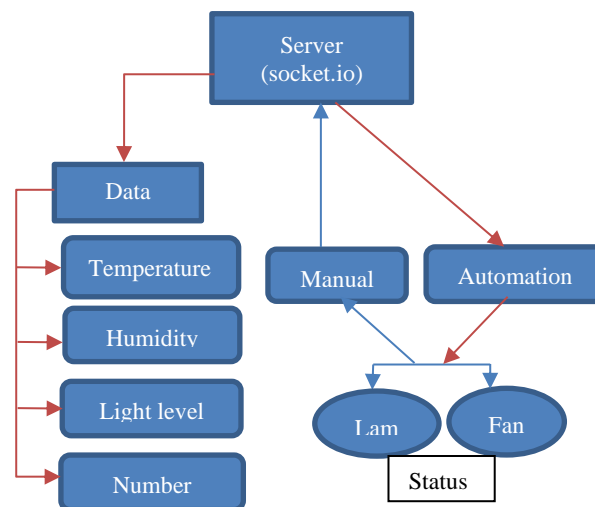 Server
(socket.io)
Data
Temperature
Humidity
Light level
Number
Manual
Automation
Lam
Fan
Status